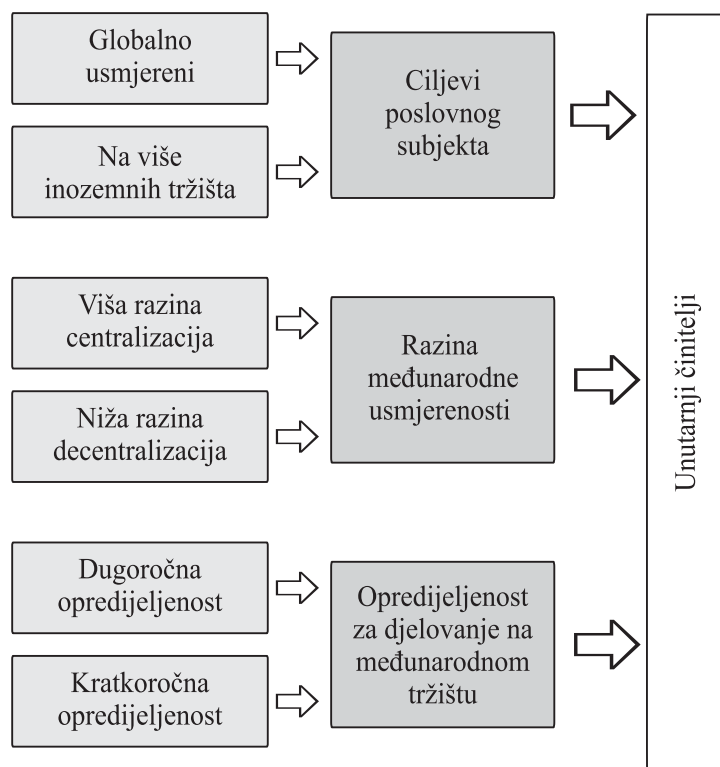 Globalno
usmjereni
Na više
inozemnih tržišta
Ciljevi
poslovnog
subjekta
Viša razina
centralizacija
Niža razina
decentralizacija
Razina
međunarodne
usmjerenosti
Dugoročna
opredijeljenost
Kratkoročna
opredijeljenost
Opredijeljenost
za djelovanje na
međunarodnom
tržištu
Unutarnji činitelji